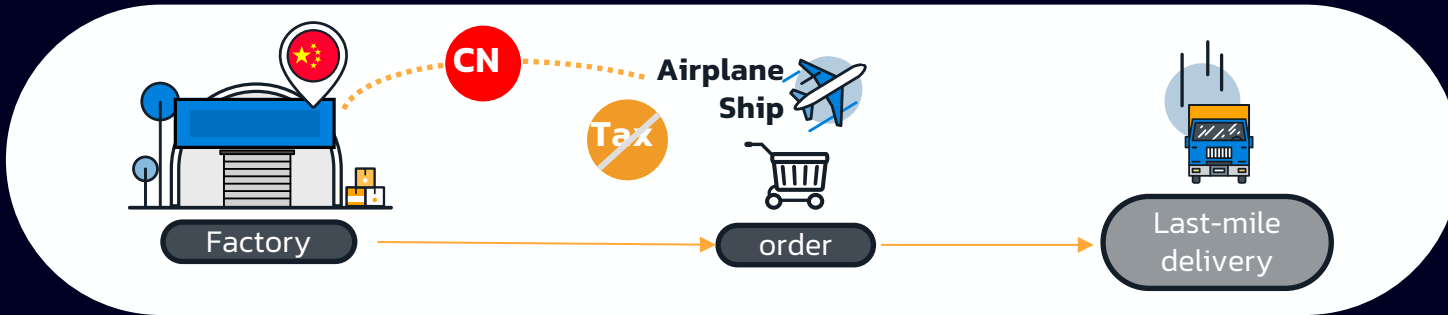 CN
Airplane
Ship
Tax
Factory
order
Last-mile
delivery